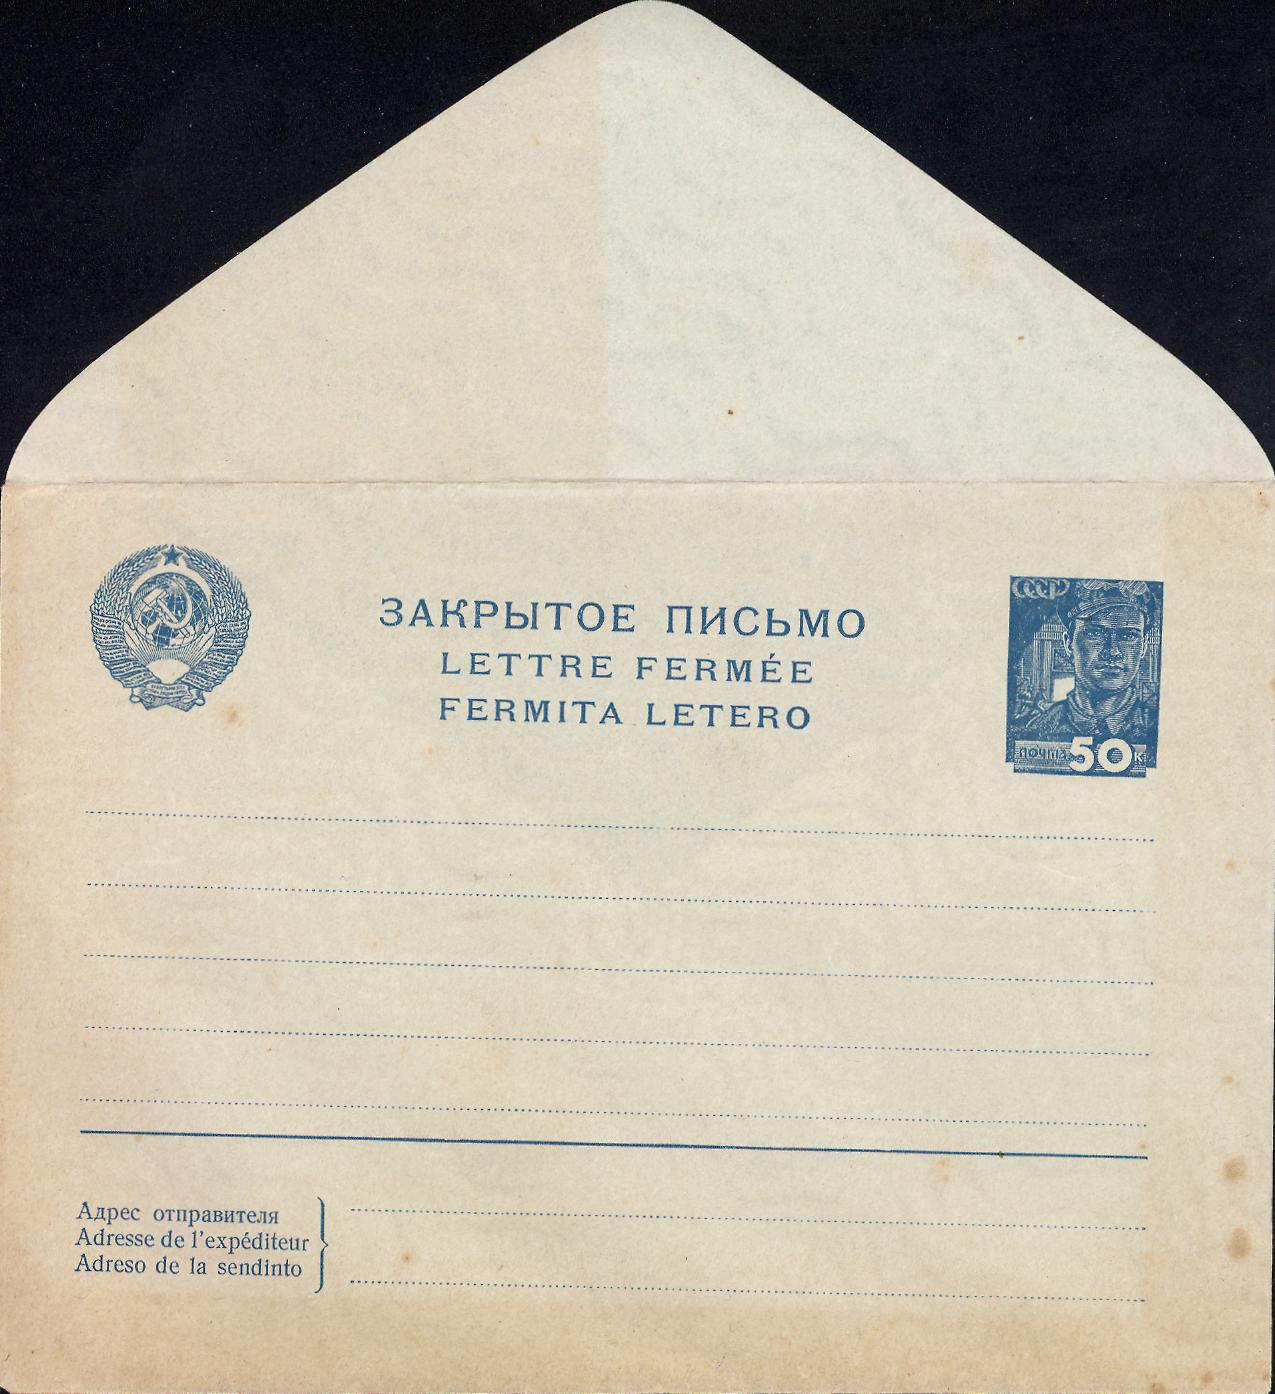 ЗАКРЫТОЕ ПИСЬМО
LETTRE FERMÉE
FERMITA LETERO
СССР
ПОЧТА 50 К
Адрес отправителя
Adresse de l'expéditeur
Adreso de la sendinto